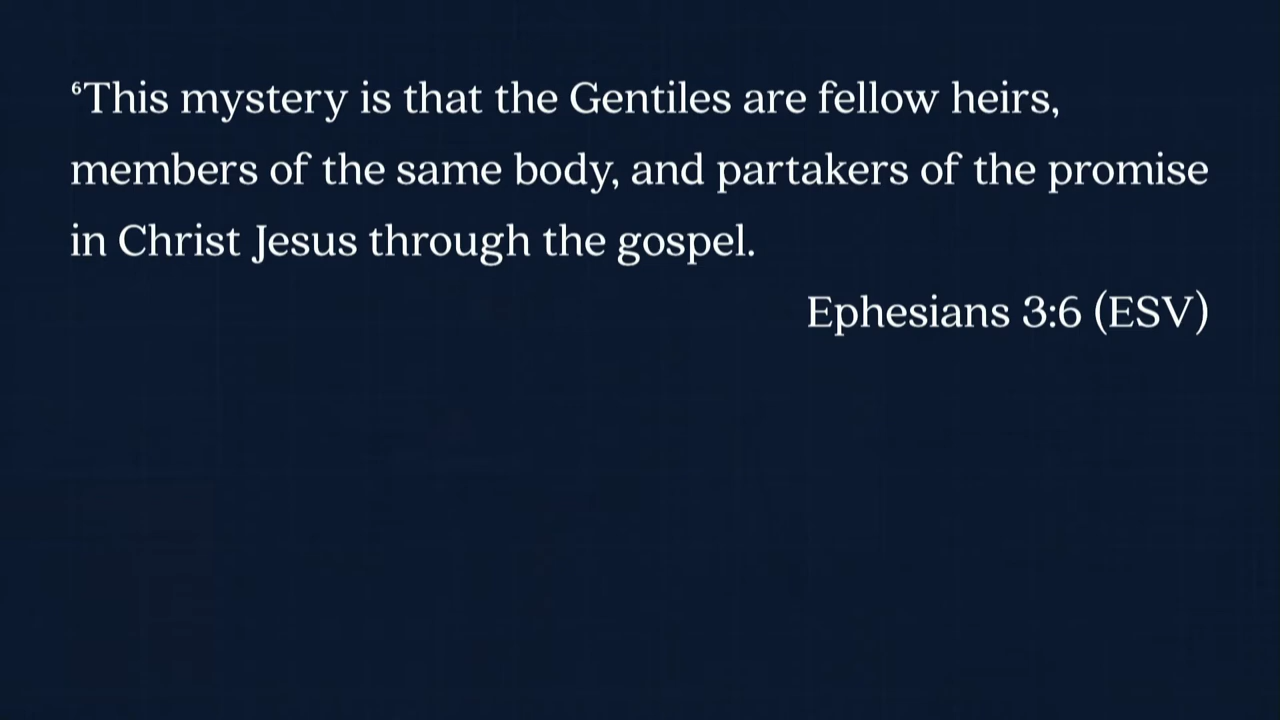 ⁶This mystery is that the Gentiles are fellow heirs,
members of the same body, and partakers of the promise
in Christ Jesus through the gospel.
Ephesians 3:6 (ESV)